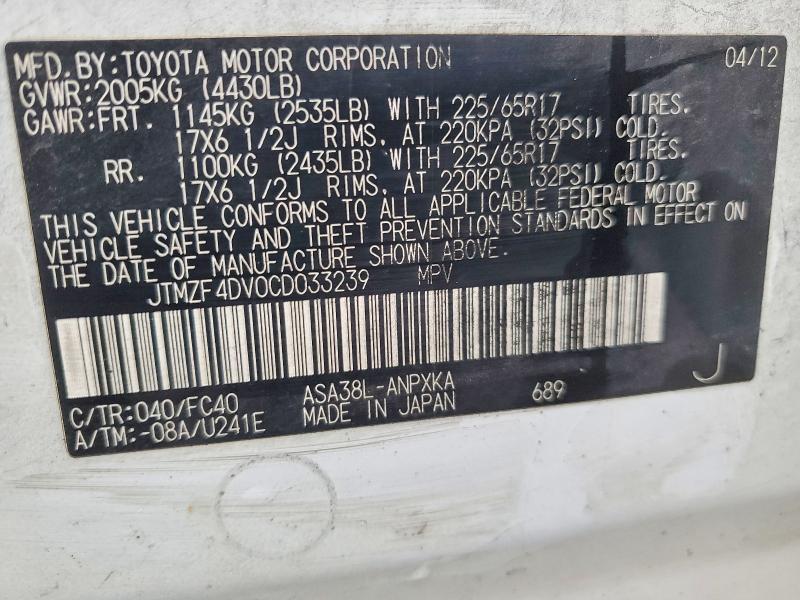 MFD. BY: TOYOTA MOTOR CORPORATION 04/12
GVWR: 2005KG (4430LB)
GAWR: FRT. 1145KG (2535LB) WITH 225/65R17 TIRES.
17X6 1/2J RIMS, AT 220KPA (32PSI) COLD.
RR. 1100KG (2435LB) WITH 225/65R17 TIRES.
17X6 1/2J RIMS, AT 220KPA (32PSI) COLD.
THIS VEHICLE CONFORMS TO ALL APPLICABLE FEDERAL MOTOR
VEHICLE SAFETY AND THEFT PREVENTION STANDARDS IN EFFECT ON
THE DATE OF MANUFACTURE SHOWN ABOVE.
JTMZF4DV0CD033239 MPV
C/TR: 040/FC40 ASA38L-ANPXKA 689 J
A/TM: -08A/U241E MADE IN JAPAN